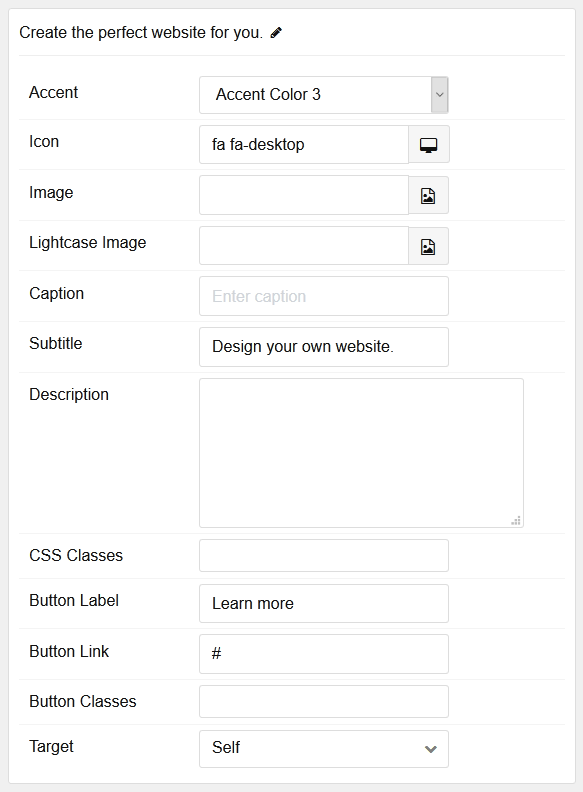 Create the perfect website for you.
Accent
Accent Color 3
Icon
fa fa-desktop
Image
Lightcase Image
Caption
Enter caption
Subtitle
Design your own website.
Description
CSS Classes
Button Label
Learn more
Button Link
#
Button Classes
Target
Self